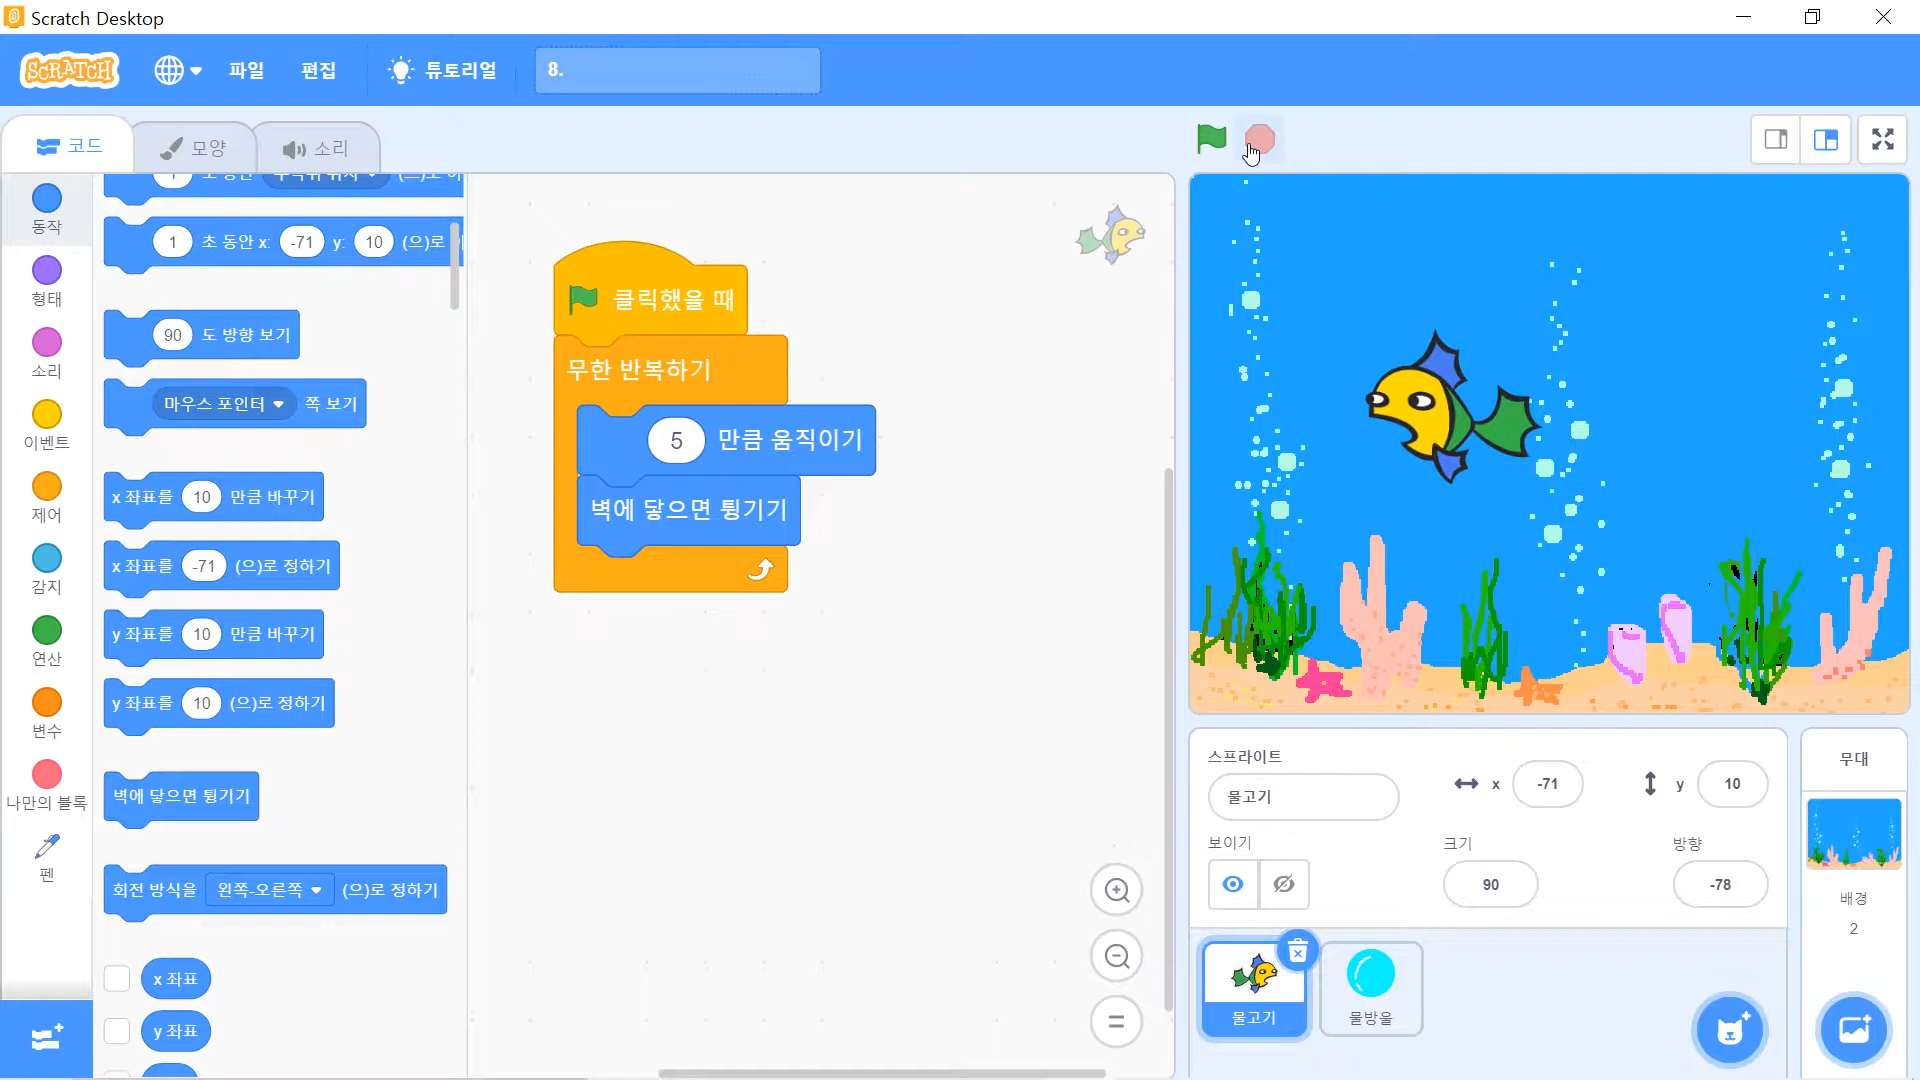 Scratch Desktop
SCRATCH
파일
편집
튜토리얼
8.
코드
모양
소리
동작
형태
소리
이벤트
제어
감지
연산
변수
나만의 블록
펜
1 초 동안 x: -71 y: 10 (으)로
90 도 방향 보기
마우스 포인터 쪽 보기
x 좌표를 10 만큼 바꾸기
x 좌표를 -71 (으)로 정하기
y 좌표를 10 만큼 바꾸기
y 좌표를 10 (으)로 정하기
벽에 닿으면 튕기기
회전 방식을 왼쪽-오른쪽 (으)로 정하기
x 좌표
y 좌표
클릭했을 때
무한 반복하기
5 만큼 움직이기
벽에 닿으면 튕기기
스프라이트
물고기
x -71
y 10
보이기
크기
90
방향
-78
물고기
물방울
무대
배경
2